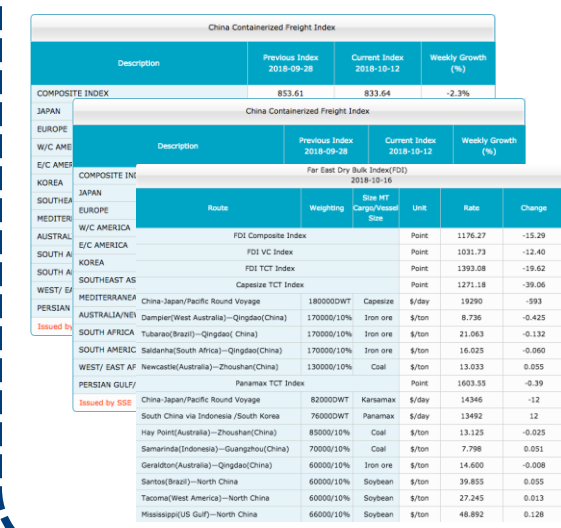 China Containerized Freight Index
Description Previous Index 2018-09-28 Current Index 2018-10-12 Weekly Growth (%)
COMPOSITE INDEX 853.61 833.64 -2.3%
JAPAN
EUROPE
W/C AME
E/C AMER
KOREA
SOUTHEA
MEDITER
AUSTRAL
SOUTH A
SOUTH A
WEST/ EA
PERSIAN
Issued by
China Containerized Freight Index
Description Previous Index 2018-09-28 Current Index 2018-10-12 Weekly Growth (%)
COMPOSITE IND
JAPAN
EUROPE
W/C AMERICA
E/C AMERICA
KOREA
SOUTHEAST AS
MEDITERRANEA
AUSTRALIA/NE
SOUTH AFRICA
SOUTH AMERIC
WEST/ EAST AF
PERSIAN GULF/
Issued by SSE
Far East Dry Bulk Index(FDI)
2018-10-16
Route Weighting Size MT Cargo/Vessel Size Unit Rate Change
FDI Composite Index Point 1176.27 -15.29
FDI VC Index Point 1031.73 -12.40
FDI TCT Index Point 1393.08 -19.62
Capesize TCT Index Point 1271.18 -39.06
China-Japan/Pacific Round Voyage 180000DWT Capesize $/day 19290 -593
Dampier(West Australia)—Qingdao(China) 170000/10% Iron ore $/ton 8.736 -0.425
Tubarao(Brazil)—Qingdao( China) 170000/10% Iron ore $/ton 21.063 -0.132
Saldanha(South Africa)—Qingdao(China) 170000/10% Iron ore $/ton 16.025 -0.060
Newcastle(Australia)—Zhoushan(China) 130000/10% Coal $/ton 13.033 0.055
Panamax TCT Index Point 1603.55 -0.39
China-Japan/Pacific Round Voyage 82000DWT Karsamax $/day 14346 -12
South China via Indonesia /South Korea 76000DWT Panamax $/day 13492 12
Hay Point(Australia)—Zhoushan(China) 85000/10% Coal $/ton 13.125 -0.025
Samarinda(Indonesia)—Guangzhou(China) 70000/10% Coal $/ton 7.798 0.051
Geraldton(Australia)—Qingdao(China) 60000/10% Iron ore $/ton 14.600 -0.008
Santos(Brazil)—North China 60000/10% Soybean $/ton 39.855 0.055
Tacoma(West America)—North China 60000/10% Soybean $/ton 27.245 0.013
Mississippi(US Gulf)—North China 66000/10% Soybean $/ton 48.892 0.128